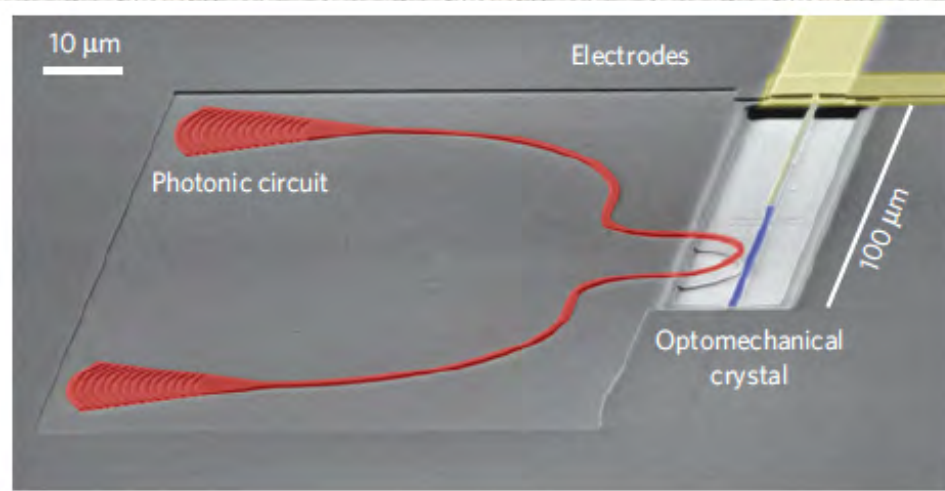 10 μm
Electrodes
Photonic circuit
100 μm
Optomechanical
crystal